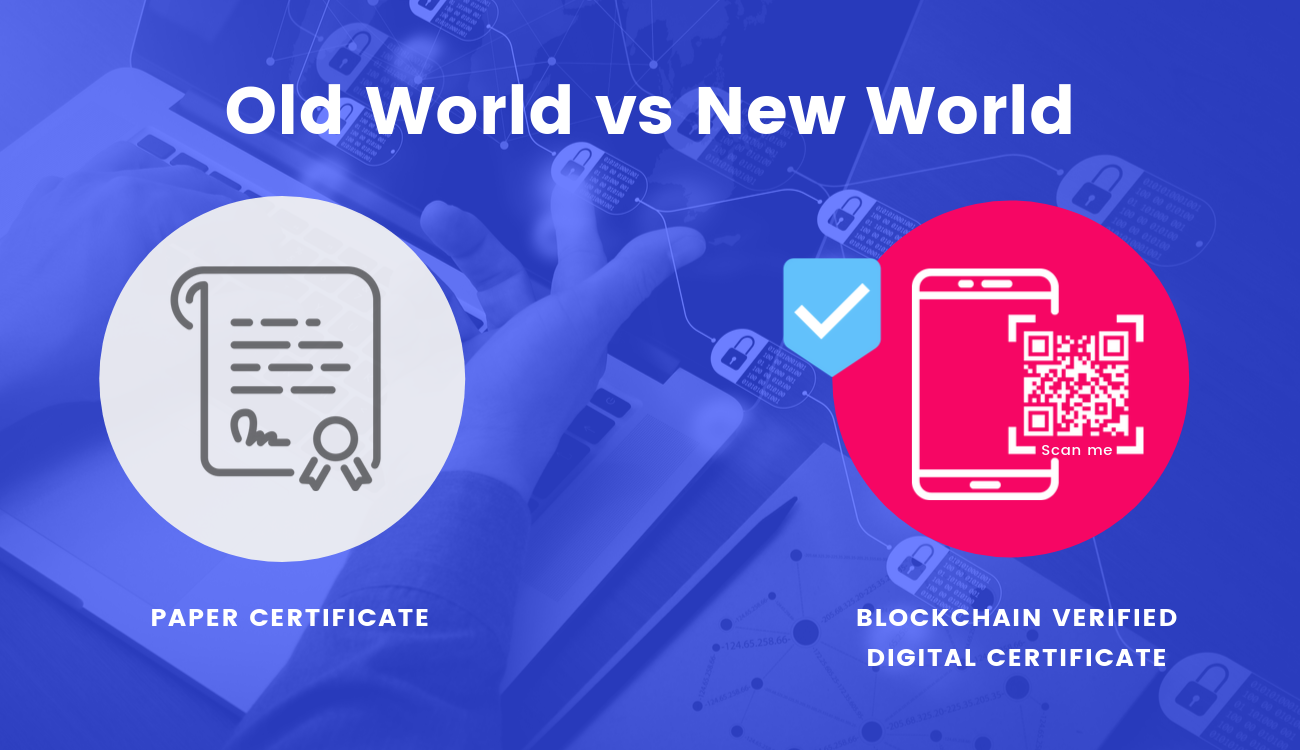 Old World vs New World
Scan me
PAPER CERTIFICATE
BLOCKCHAIN VERIFIED
DIGITAL CERTIFICATE